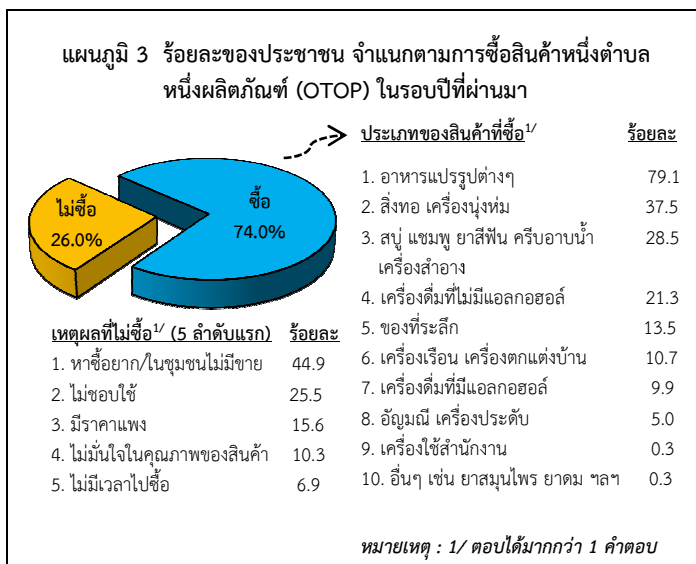 แผนภูมิ 3 ร้อยละของประชาชน จำแนกตามการซื้อสินค้าหนึ่งตำบล
หนึ่งผลิตภัณฑ์ (OTOP) ในรอบปีที่ผ่านมา
ไม่ซื้อ
26.0%
ซื้อ
74.0%
ประเภทของสินค้าที่ซื้อ1/ ร้อยละ
1. อาหารแปรรูปต่างๆ 79.1
2. สิ่งทอ เครื่องนุ่งห่ม 37.5
3. สบู่ แชมพู ยาสีฟัน ครีบอาบน้ำ 28.5
เครื่องสำอาง
4. เครื่องดื่มที่ไม่มีแอลกอฮอล์ 21.3
5. ของที่ระลึก 13.5
6. เครื่องเรือน เครื่องตกแต่งบ้าน 10.7
7. เครื่องดื่มที่มีแอลกอฮอล์ 9.9
8. อัญมณี เครื่องประดับ 5.0
9. เครื่องใช้สำนักงาน 0.3
10. อื่นๆ เช่น ยาสมุนไพร ยาดม ฯลฯ 0.3
เหตุผลที่ไม่ซื้อ1/ (5 ลำดับแรก) ร้อยละ
1. หาซื้อยาก/ในชุมชนไม่มีขาย 44.9
2. ไม่ชอบใช้ 25.5
3. มีราคาแพง 15.6
4. ไม่มั่นใจในคุณภาพของสินค้า 10.3
5. ไม่มีเวลาไปซื้อ 6.9
หมายเหตุ : 1/ ตอบได้มากกว่า 1 คำตอบ